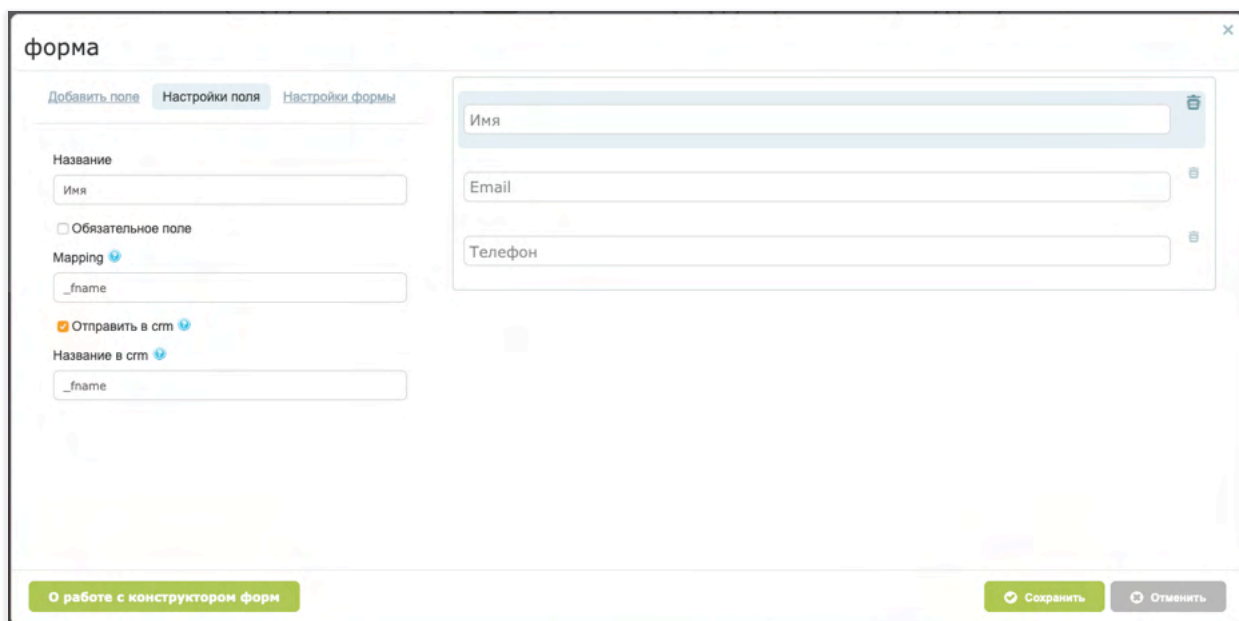 форма
Добавить поле Настройки поля Настройки формы
Название
Имя
Обязательное поле
Mapping ?
_fname
Отправить в crm ?
Название в crm ?
_fname
Имя
Email
Телефон
О работе с конструктором форм
Сохранить Отменить